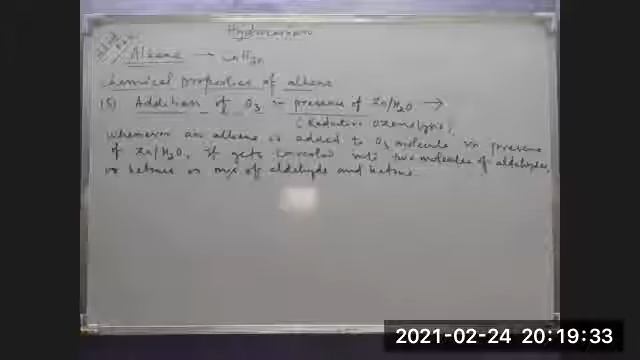 Hydrocarbon
Alkene → CnH2n
Chemical properties of alkene
(5) Addition of O3 in presence of Zn/H2O →
(Reductive ozonolysis),
Whenever an alkene is added to O3 molecule in presence
of Zn/H2O, it gets converted into two molecules of aldehyde,
or ketones or mix of aldehyde and ketone.
2021-02-24 20:19:33